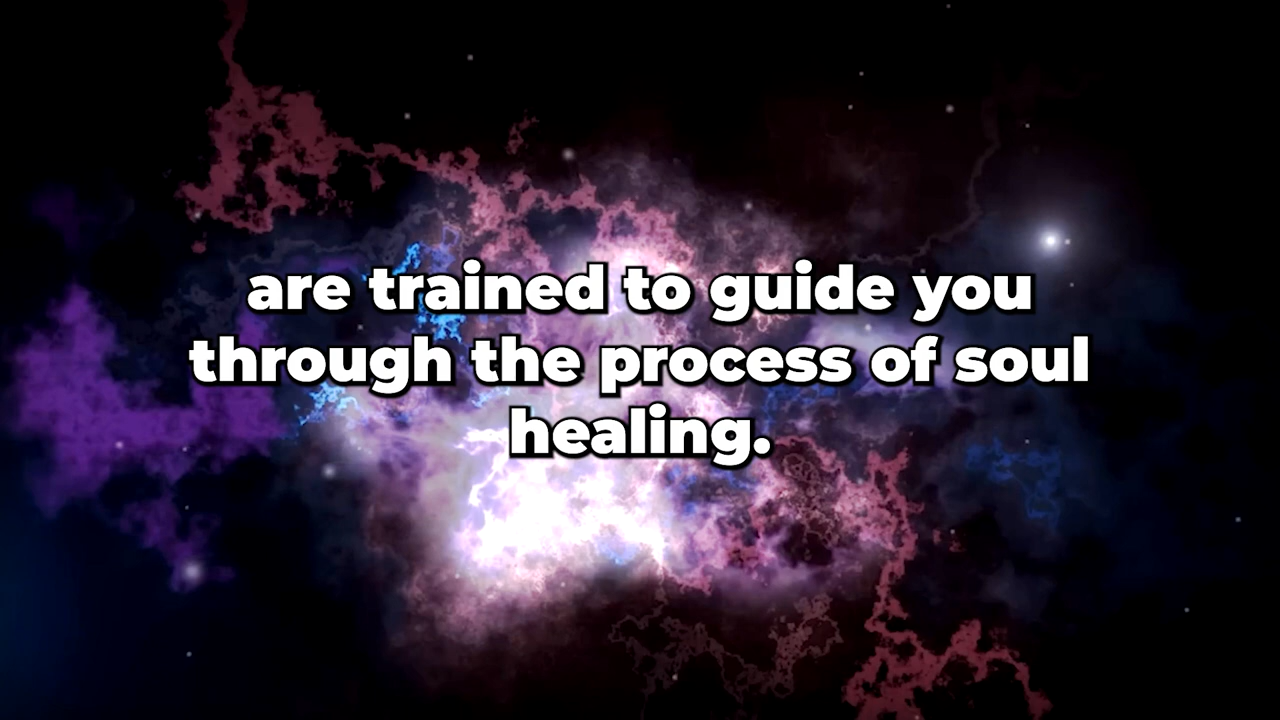 are trained to guide you
through the process of soul
healing.